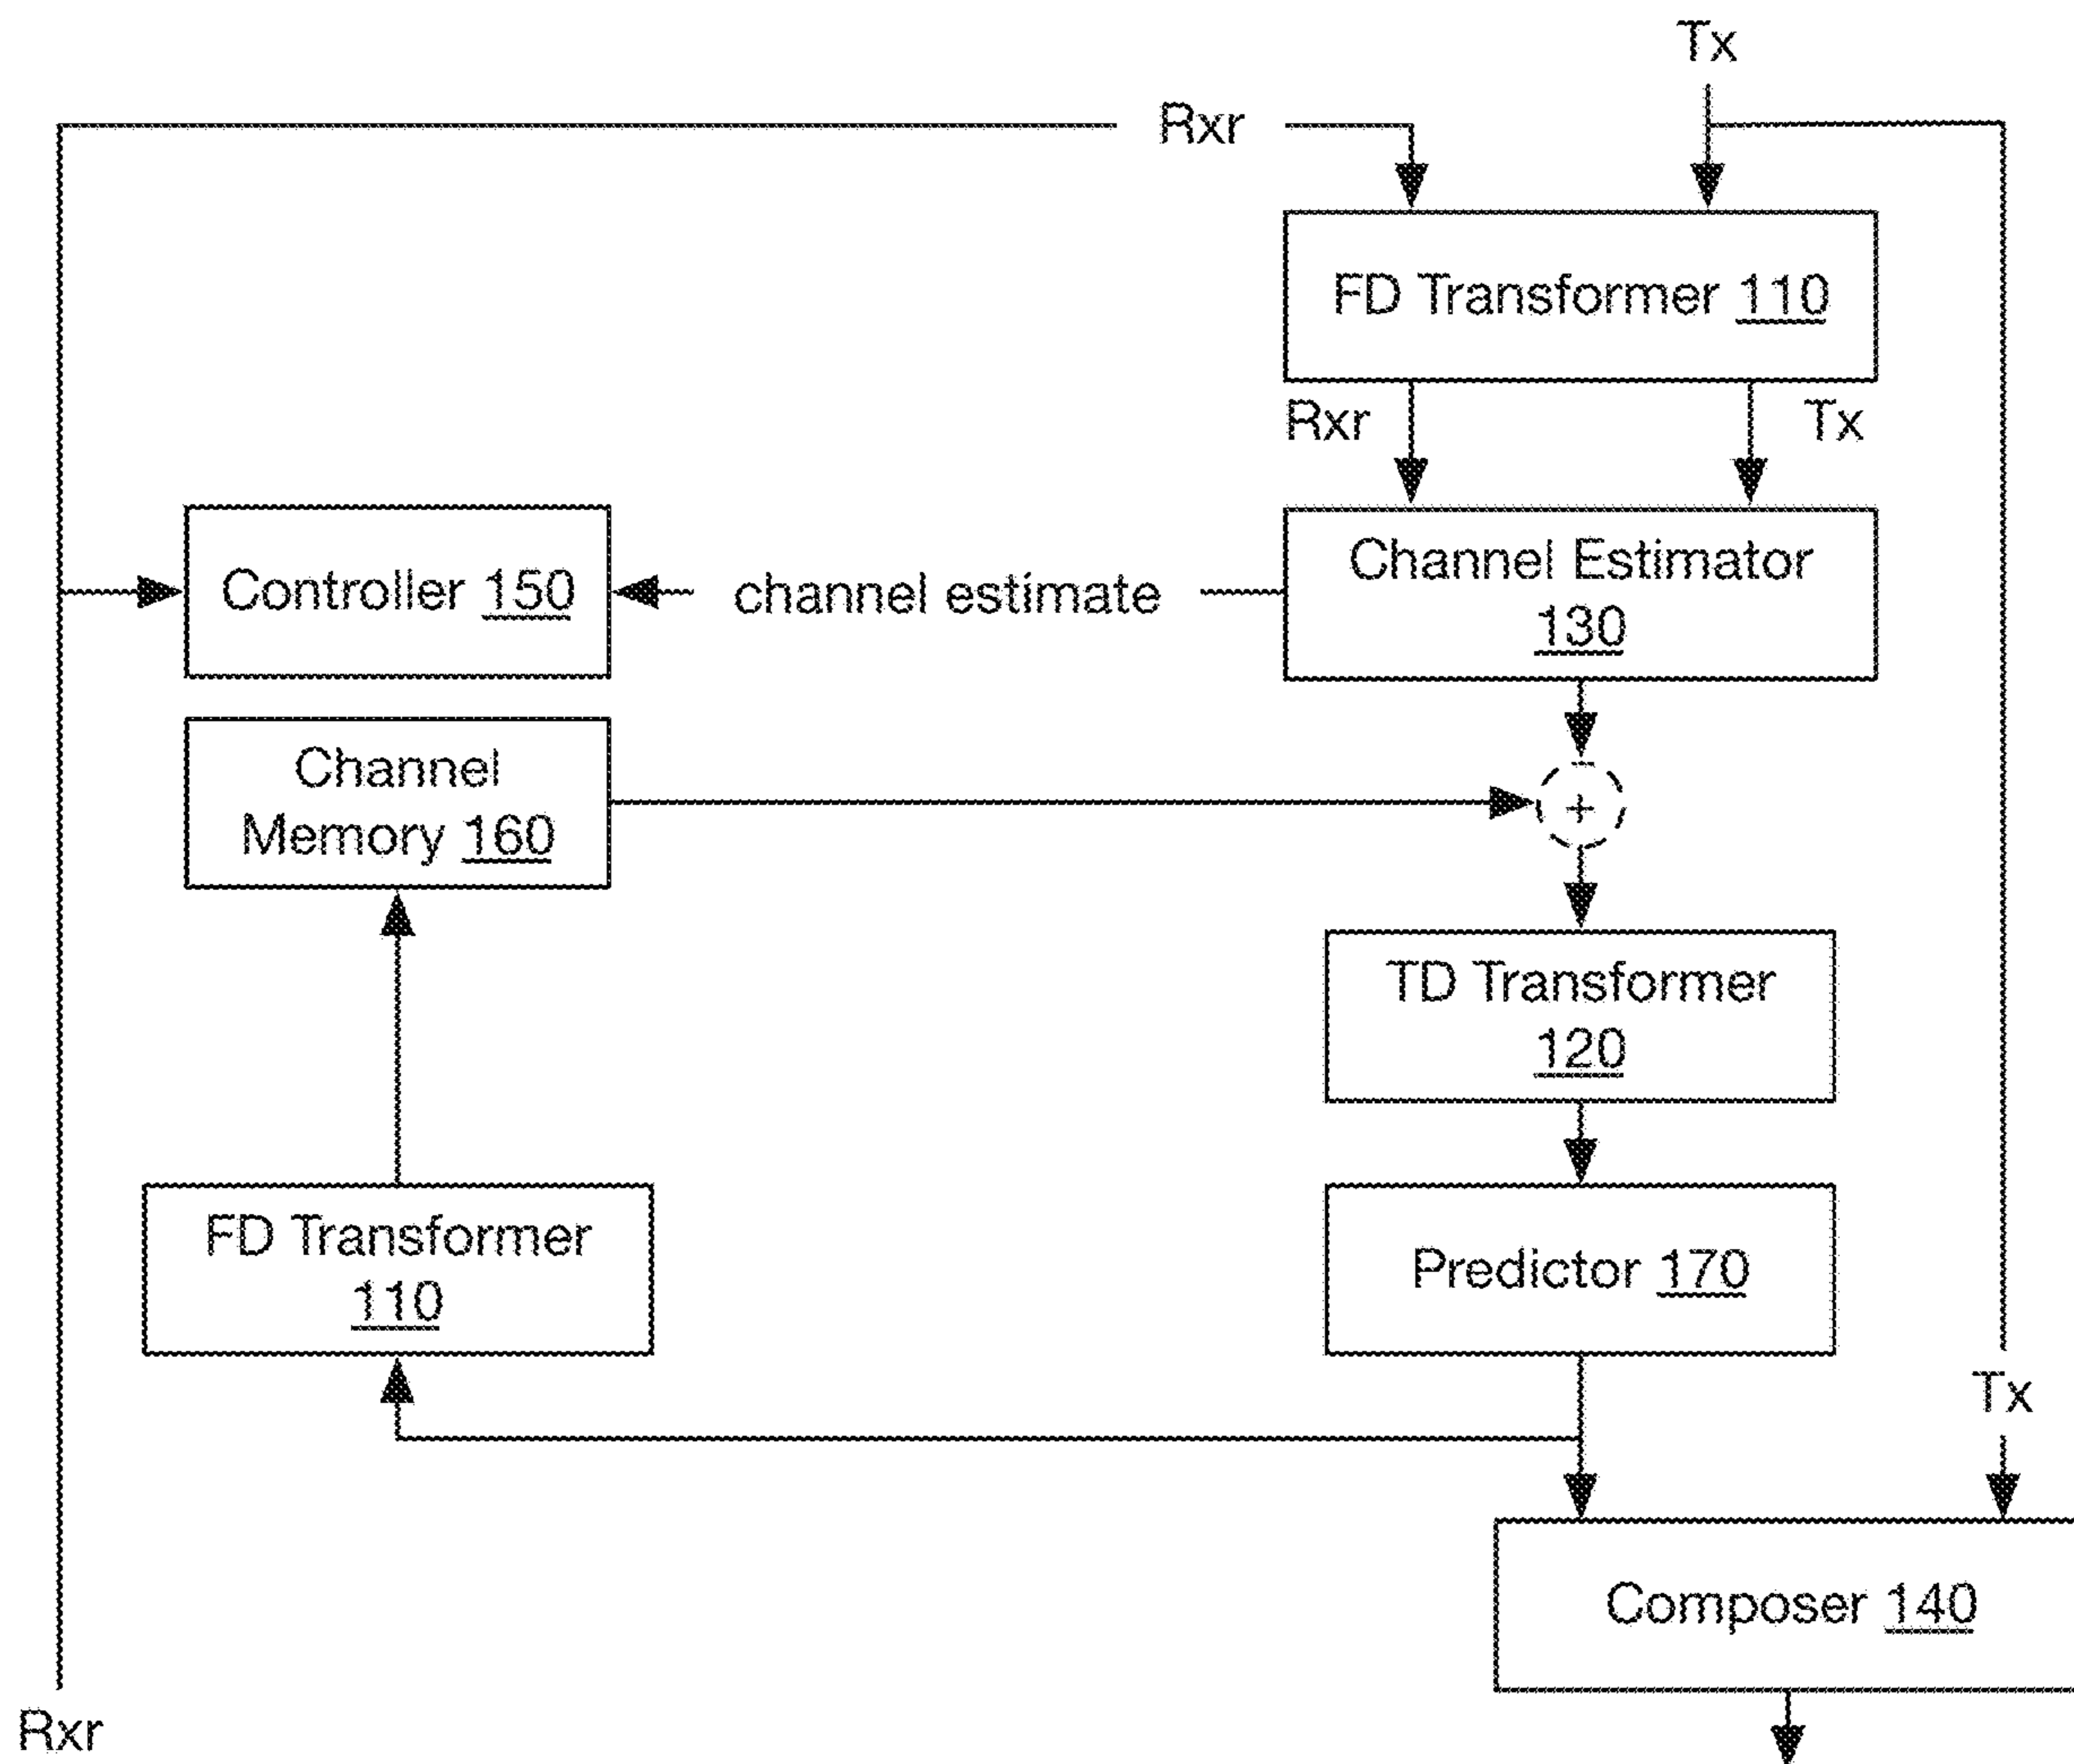 Tx
Rxr
FD Transformer 110
Rxr
Tx
Channel Estimator
130
Controller 150
channel estimate
Channel
Memory 160
+
TD Transformer
120
FD Transformer
110
Predictor 170
Tx
Composer 140
Rxr